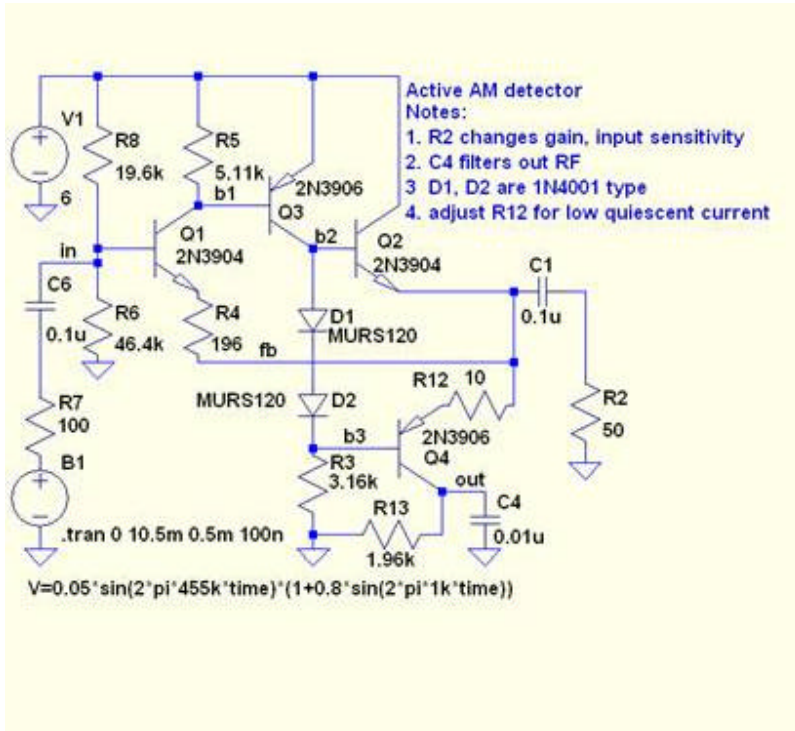 Active AM detector
Notes:
1. R2 changes gain, input sensitivity
2. C4 filters out RF
3 D1, D2 are 1N4001 type
4. adjust R12 for low quiescent current
V1
6
R8
19.6k
R5
5.11k
b1
2N3906
Q3
in
Q1
2N3904
b2
Q2
2N3904
C1
0.1u
C6
0.1u
R6
46.4k
R4
196
fb
D1
MURS120
R12 10
MURS120 D2
R2
50
R7
100
b3
2N3906
Q4
B1
R3
3.16k
out
R13
1.96k
C4
0.01u
.tran 0 10.5m 0.5m 100n
V=0.05*sin(2*pi*455k*time)*(1+0.8*sin(2*pi*1k*time))